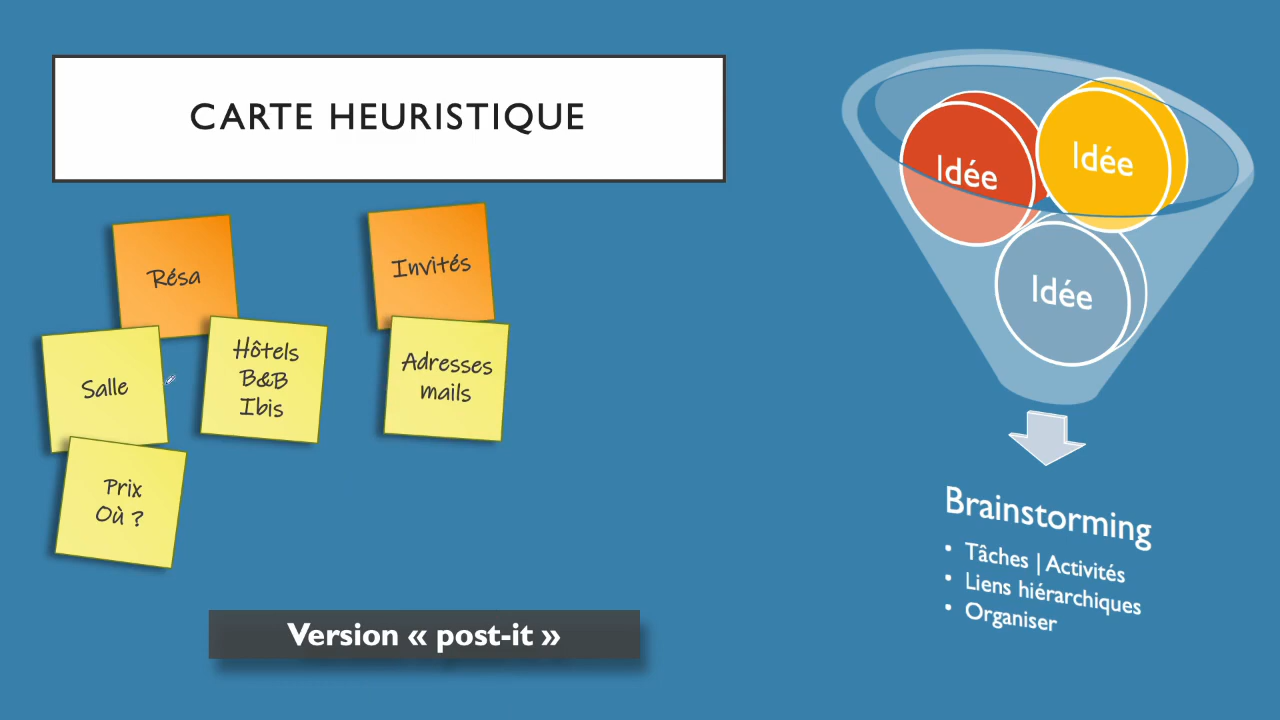 CARTE HEURISTIQUE
Résa
Invités
Salle
Hôtels
B&B
Ibis
Adresses
mails
Prix
Où ?
Version « post-it »
Idée
Idée
Idée
Brainstorming
• Tâches | Activités
• Liens hiérarchiques
• Organiser